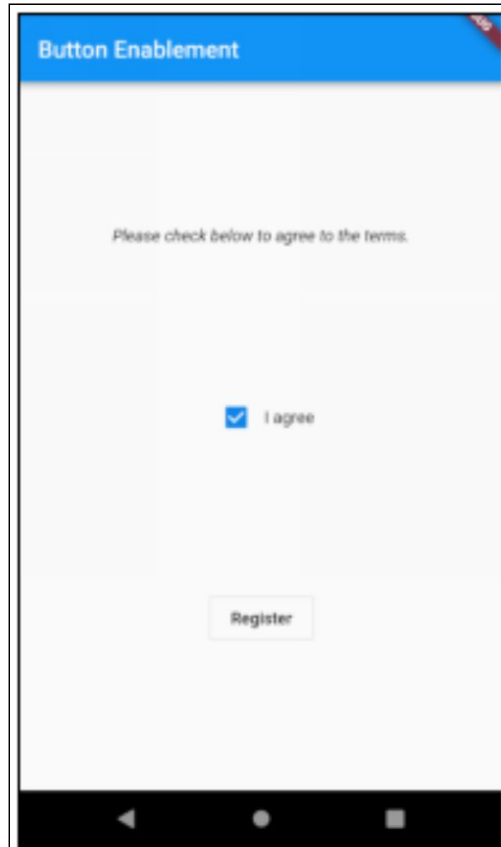 Button Enablement
Please check below to agree to the terms.
I agree
Register